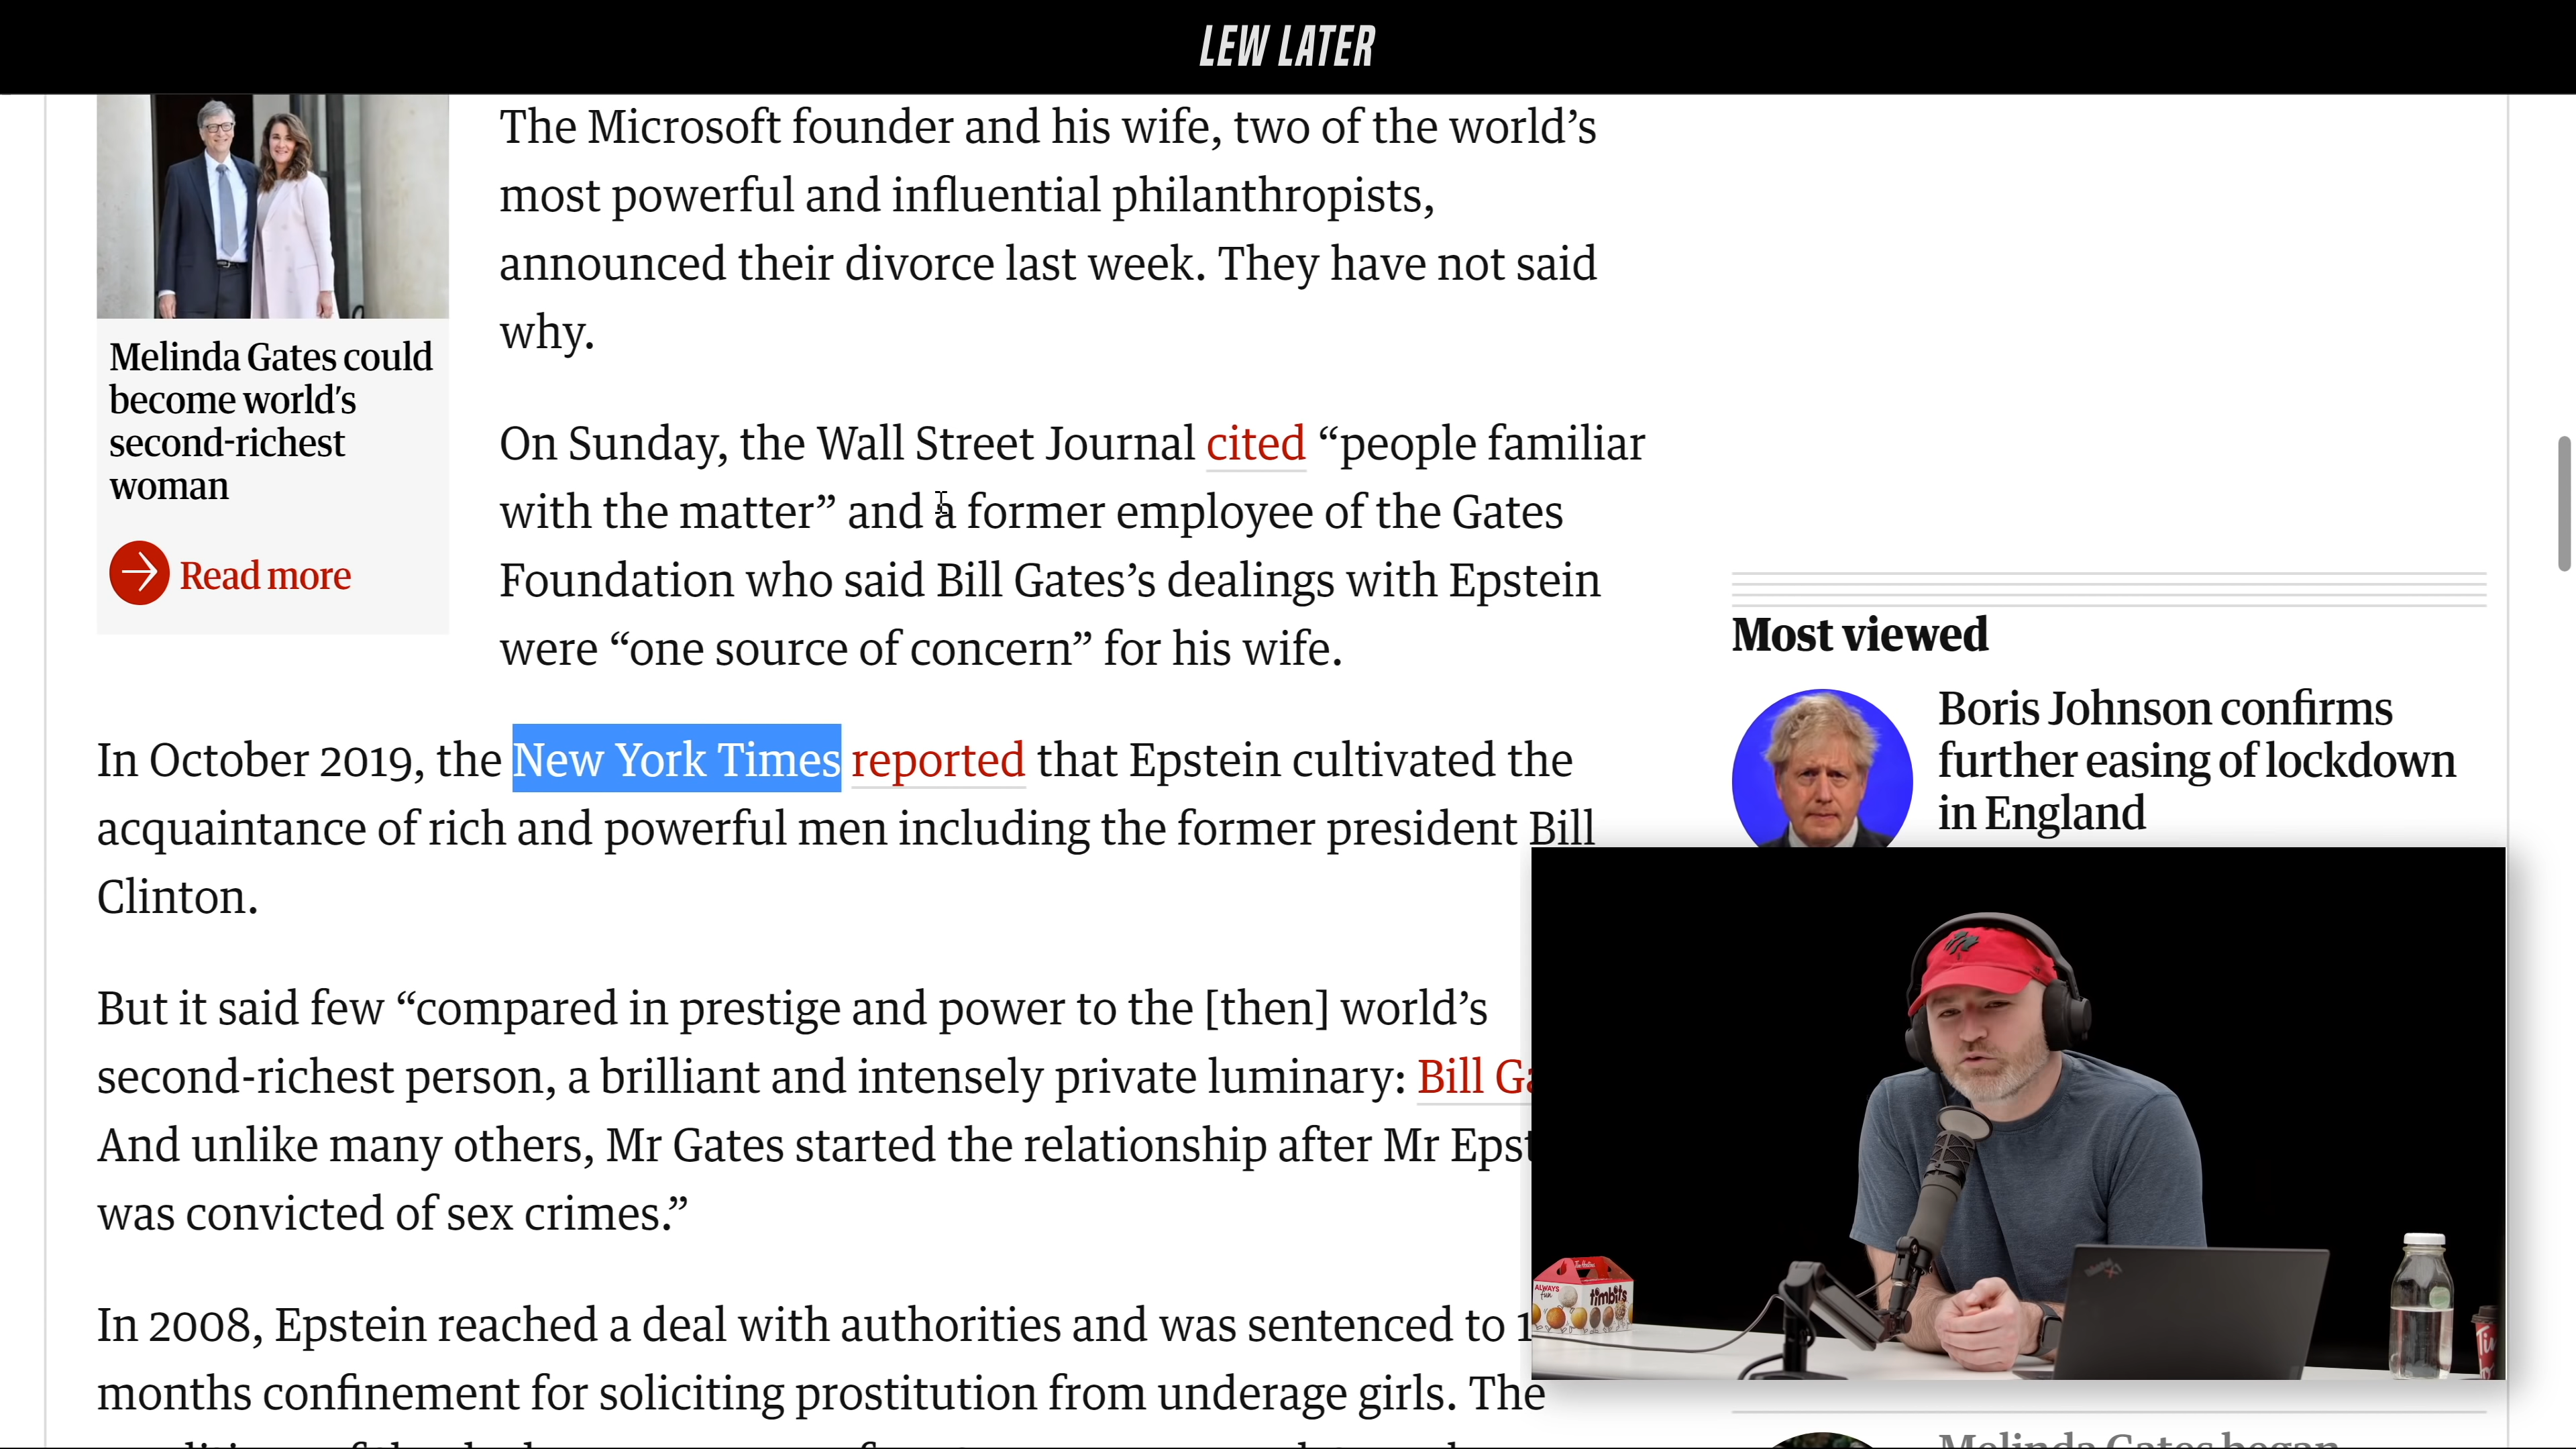 LEW LATER
The Microsoft founder and his wife, two of the world’s
most powerful and influential philanthropists,
announced their divorce last week. They have not said
why.
Melinda Gates could
become world’s
second-richest
woman
Read more
On Sunday, the Wall Street Journal cited “people familiar
with the matter” and a former employee of the Gates
Foundation who said Bill Gates’s dealings with Epstein
were “one source of concern” for his wife.
In October 2019, the New York Times reported that Epstein cultivated the
acquaintance of rich and powerful men including the former president Bill
Clinton.
But it said few “compared in prestige and power to the [then] world’s
second-richest person, a brilliant and intensely private luminary: Bill
And unlike many others, Mr Gates started the relationship after Mr
was convicted of sex crimes.”
In 2008, Epstein reached a deal with authorities and was sentenced to
months confinement for soliciting prostitution from underage girls. The
Most viewed
Boris Johnson confirms
further easing of lockdown
in England
Melinda Gates began
ALWAYS
fun
Tim Hortons
timbits